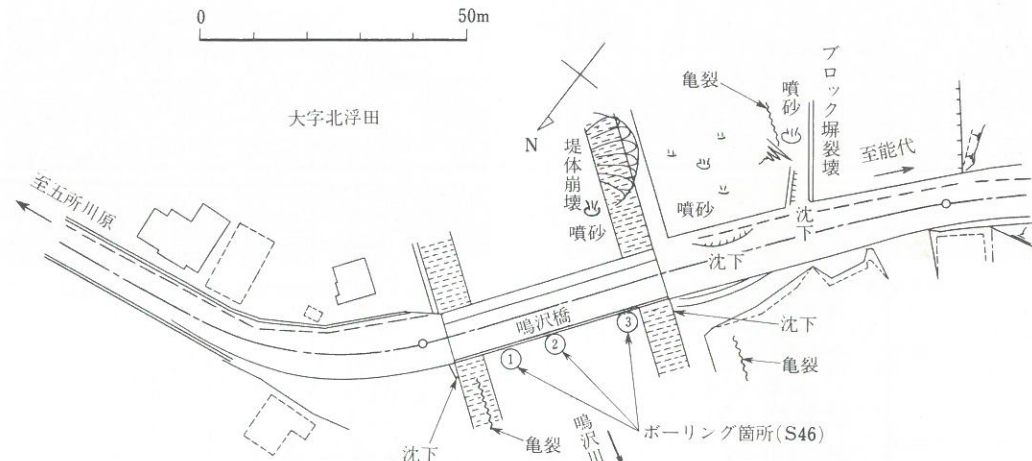 0
50m
大字北浮田
N
至五所川原
堤体崩壊
噴砂
亀裂
噴砂
ブロック塀裂壊
至能代
噴砂
沈下
沈下
鳴沢橋
沈下
亀裂
①
②
③
沈下
亀裂
鳴沢川
ボーリング箇所(S46)